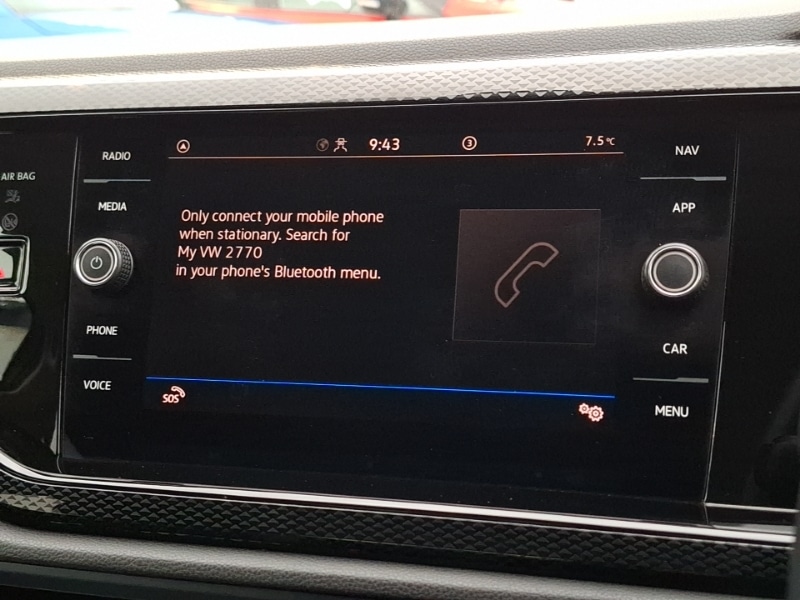 RADIO
MEDIA
PHONE
VOICE
AIR BAG
9:43
3
7.5°C
Only connect your mobile phone
when stationary. Search for
My VW 2770
in your phone's Bluetooth menu.
SOS
NAV
APP
CAR
MENU